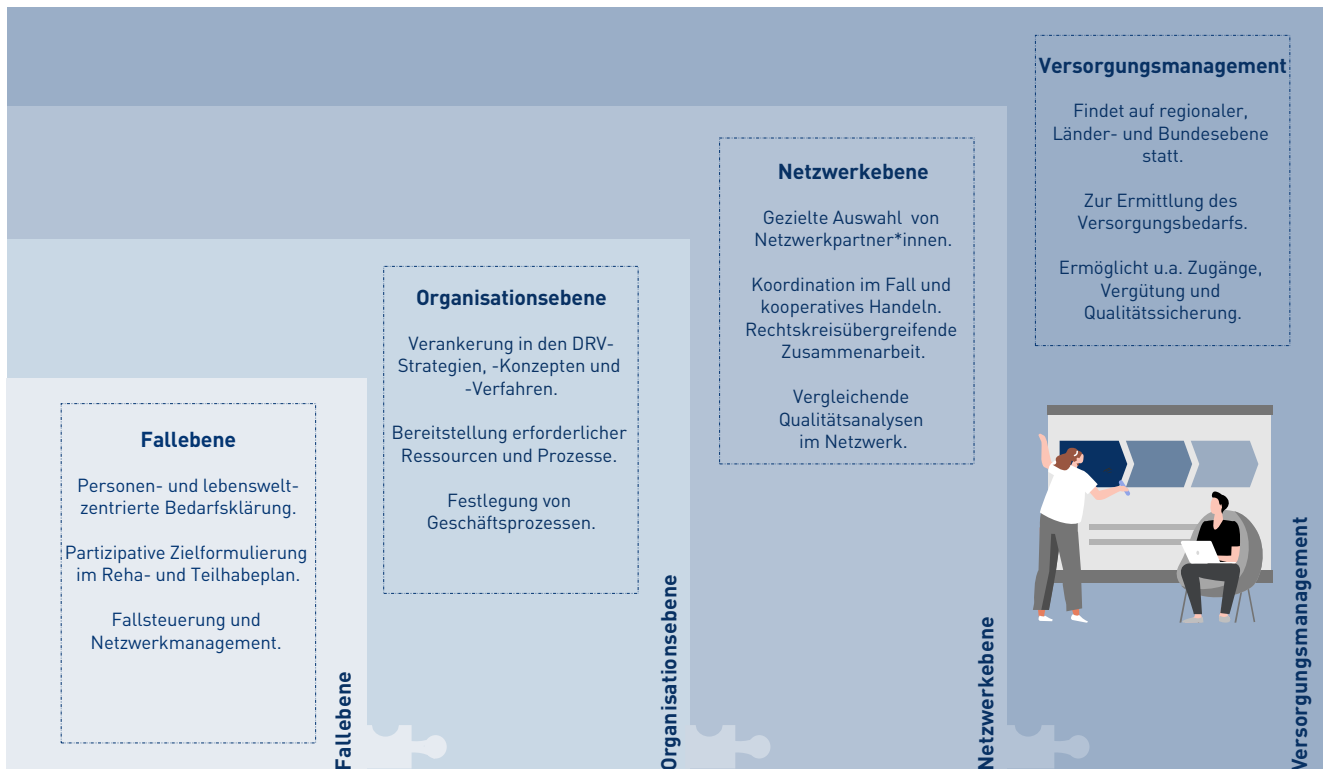 Fallebene
Personen- und lebenswelt-
zentrierte Bedarfsklärung.
Partizipative Zielformulierung
im Reha- und Teilhabeplan.
Fallsteuerung und
Netzwerkmanagement.
Fallebene
Organisationsebene
Verankerung in den DRV-
Strategien, -Konzepten und
-Verfahren.
Bereitstellung erforderlicher
Ressourcen und Prozesse.
Festlegung von
Geschäftsprozessen.
Organisationsebene
Netzwerkebene
Gezielte Auswahl von
Netzwerkpartner*innen.
Koordination im Fall und
kooperatives Handeln.
Rechtskreisübergreifende
Zusammenarbeit.
Vergleichende
Qualitätsanalysen
im Netzwerk.
Netzwerkebene
Versorgungsmanagement
Findet auf regionaler,
Länder- und Bundesebene
statt.
Zur Ermittlung des
Versorgungsbedarfs.
Ermöglicht u.a. Zugänge,
Vergütung und
Qualitätssicherung.
Versorgungsmanagement